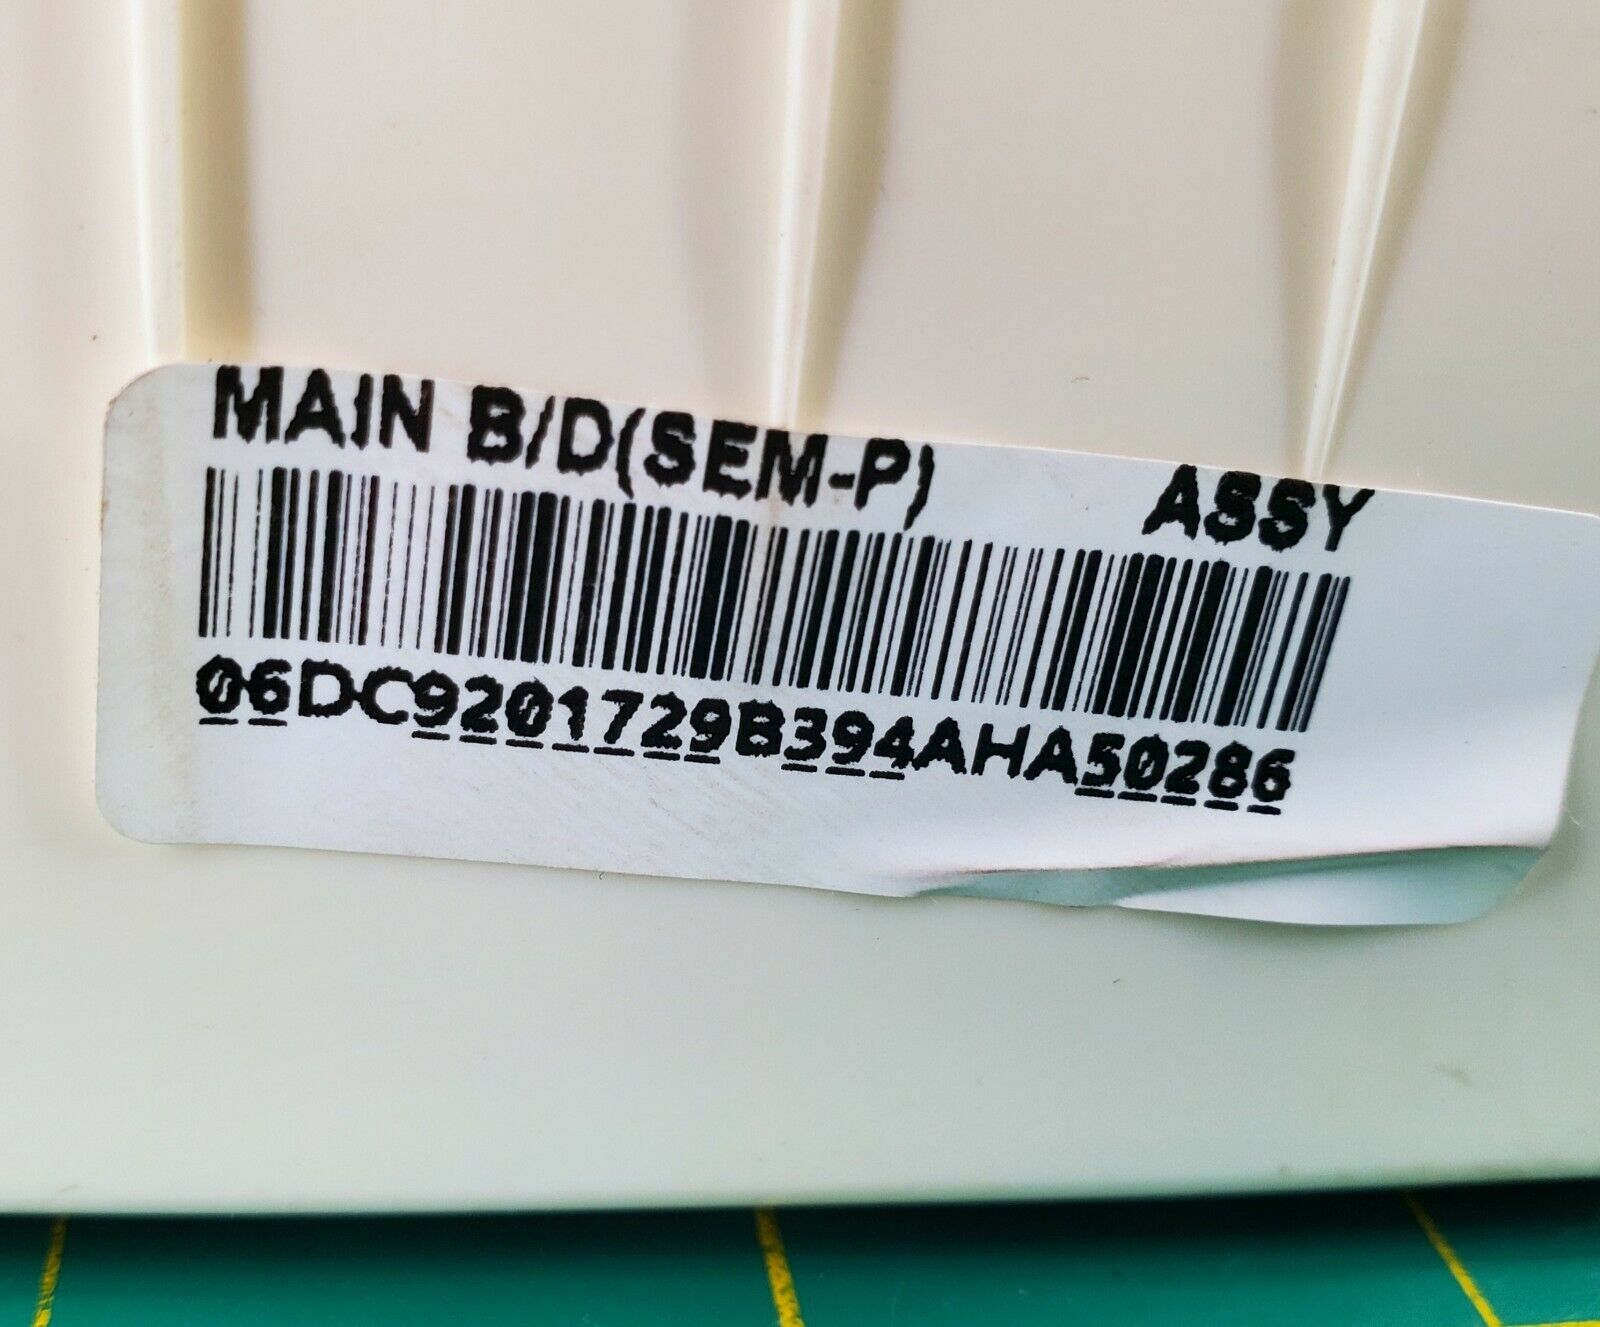 MAIN B/D(SEM-P) ASSY
06DC9201729B394AHA50286